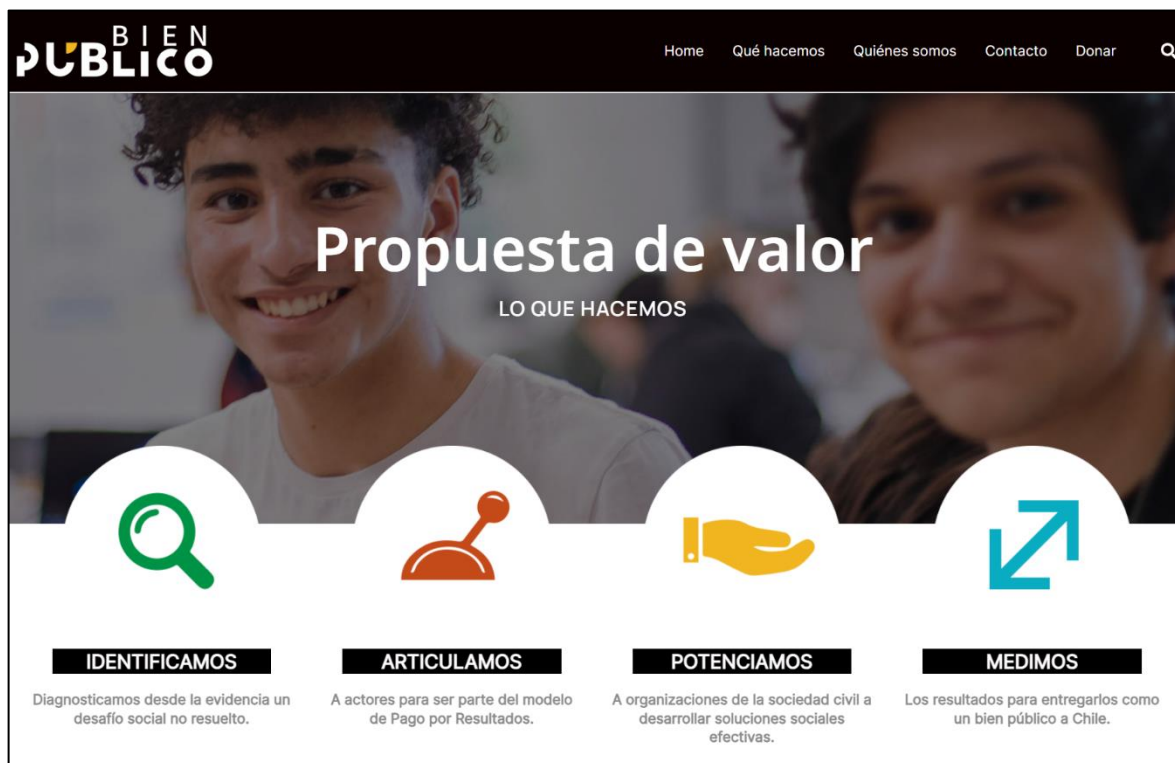 BIEN
PÚBLICO
Home Qué hacemos Quiénes somos Contacto Donar
Propuesta de valor
LO QUE HACEMOS
IDENTIFICAMOS
Diagnosticamos desde la evidencia un
desafío social no resuelto.
ARTICULAMOS
A actores para ser parte del modelo
de Pago por Resultados.
POTENCIAMOS
A organizaciones de la sociedad civil a
desarrollar soluciones sociales
efectivas.
MEDIMOS
Los resultados para entregarlos como
un bien público a Chile.